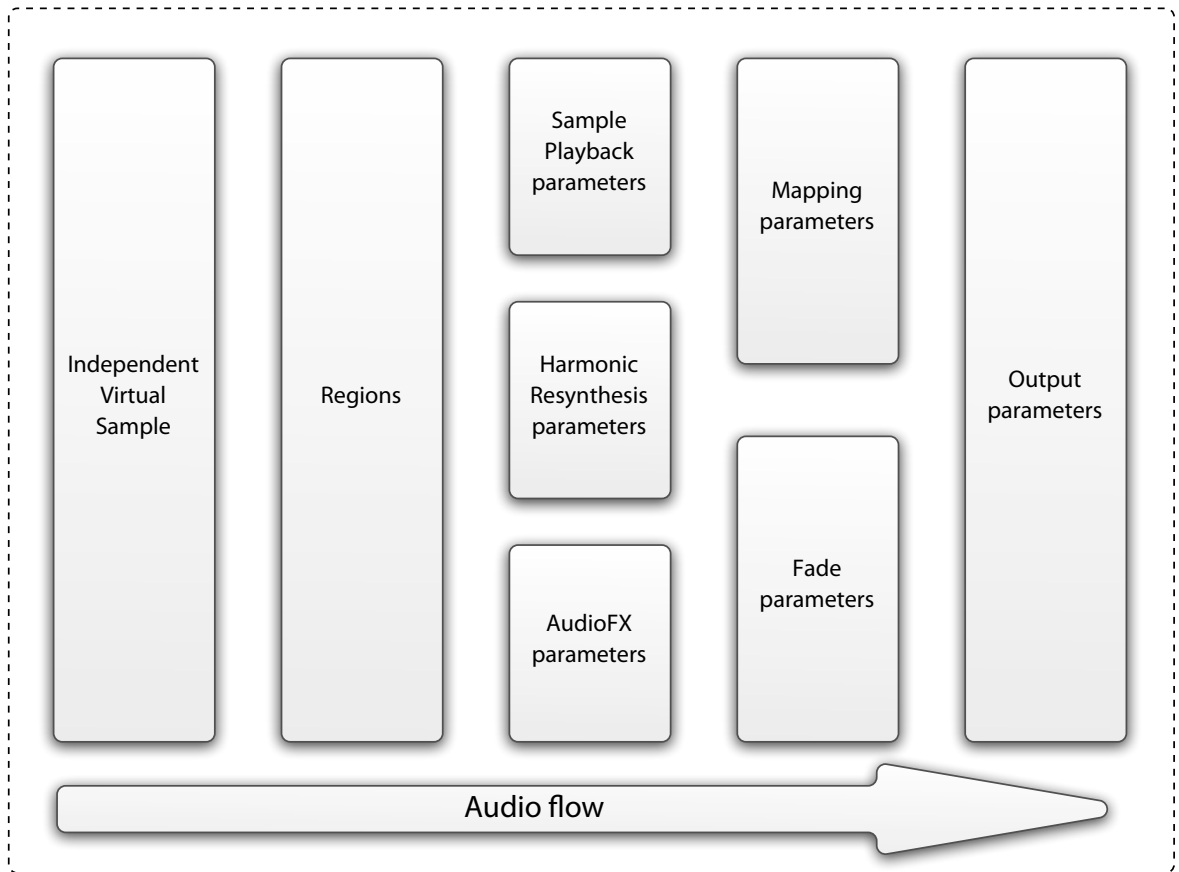 Independent
Virtual
Sample
Regions
Sample
Playback
parameters
Harmonic
Resynthesis
parameters
AudioFX
parameters
Mapping
parameters
Fade
parameters
Output
parameters
Audio flow